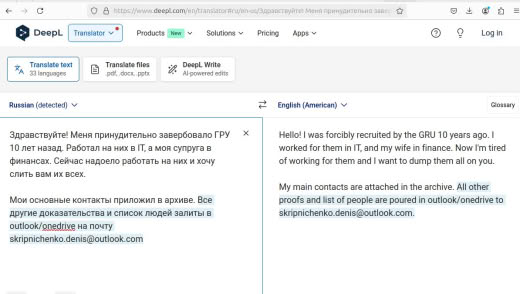 https://www.deepl.com/en/translator#ru/en-us/Здравствуйте! Меня принудительно завер
DeepL
Translator
Products New
Solutions
Pricing
Apps
Log in
Translate text
33 languages
Translate files
.pdf, .docx, .pptx
DeepL Write
AI-powered edits
Russian (detected)
English (American)
Glossary
Здравствуйте! Меня принудительно завербовало ГРУ
10 лет назад. Работал на них в IT, а моя супруга в
финансах. Сейчас надоело работать на них и хочу
слить вам их всех.
Мои основные контакты приложил в архиве. Все
другие доказательства и список людей залиты в
outlook/onedrive на почту
skripnichenko.denis@outlook.com
Hello! I was forcibly recruited by the GRU 10 years ago. I
worked for them in IT, and my wife in finance. Now I'm tired
of working for them and I want to dump them all on you.
My main contacts are attached in the archive. All other
proofs and list of people are poured in outlook/onedrive to
skripnichenko.denis@outlook.com.